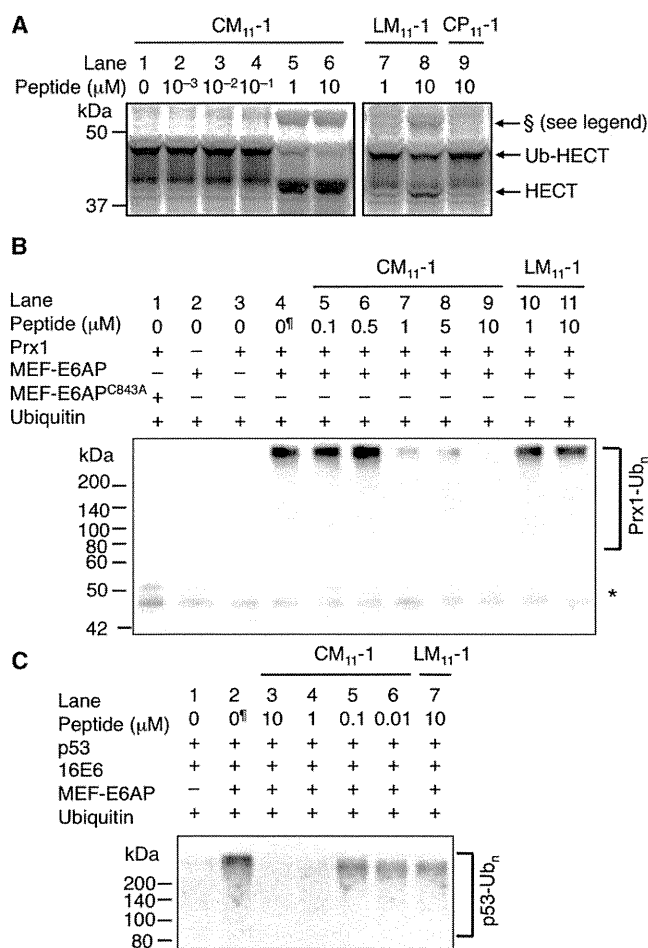 A
CM₁₁-1 LM₁₁-1 CP₁₁-1
Lane 1 2 3 4 5 6 7 8 9
Peptide (μM) 0 10⁻³ 10⁻² 10⁻¹ 1 10 1 10 10
kDa
50
37
§ (see legend)
Ub-HECT
HECT
B
CM₁₁-1 LM₁₁-1
Lane 1 2 3 4 5 6 7 8 9 10 11
Peptide (μM) 0 0 0 0¶ 0.1 0.5 1 5 10 1 10
Prx1 + − + + + + + + + + +
MEF-E6AP − + − + + + + + + + +
MEF-E6AP^C843A + − − − − − − − − − −
Ubiquitin + + + + + + + + + + +
kDa
200
140
100
80
60
50
42
Prx1-Ubₙ
*
C
CM₁₁-1 LM₁₁-1
Lane 1 2 3 4 5 6 7
Peptide (μM) 0 0¶ 10 1 0.1 0.01 10
p53 + + + + + + +
16E6 + + + + + + +
MEF-E6AP − + + + + + +
Ubiquitin + + + + + + +
kDa
200
140
100
80
p53-Ubₙ